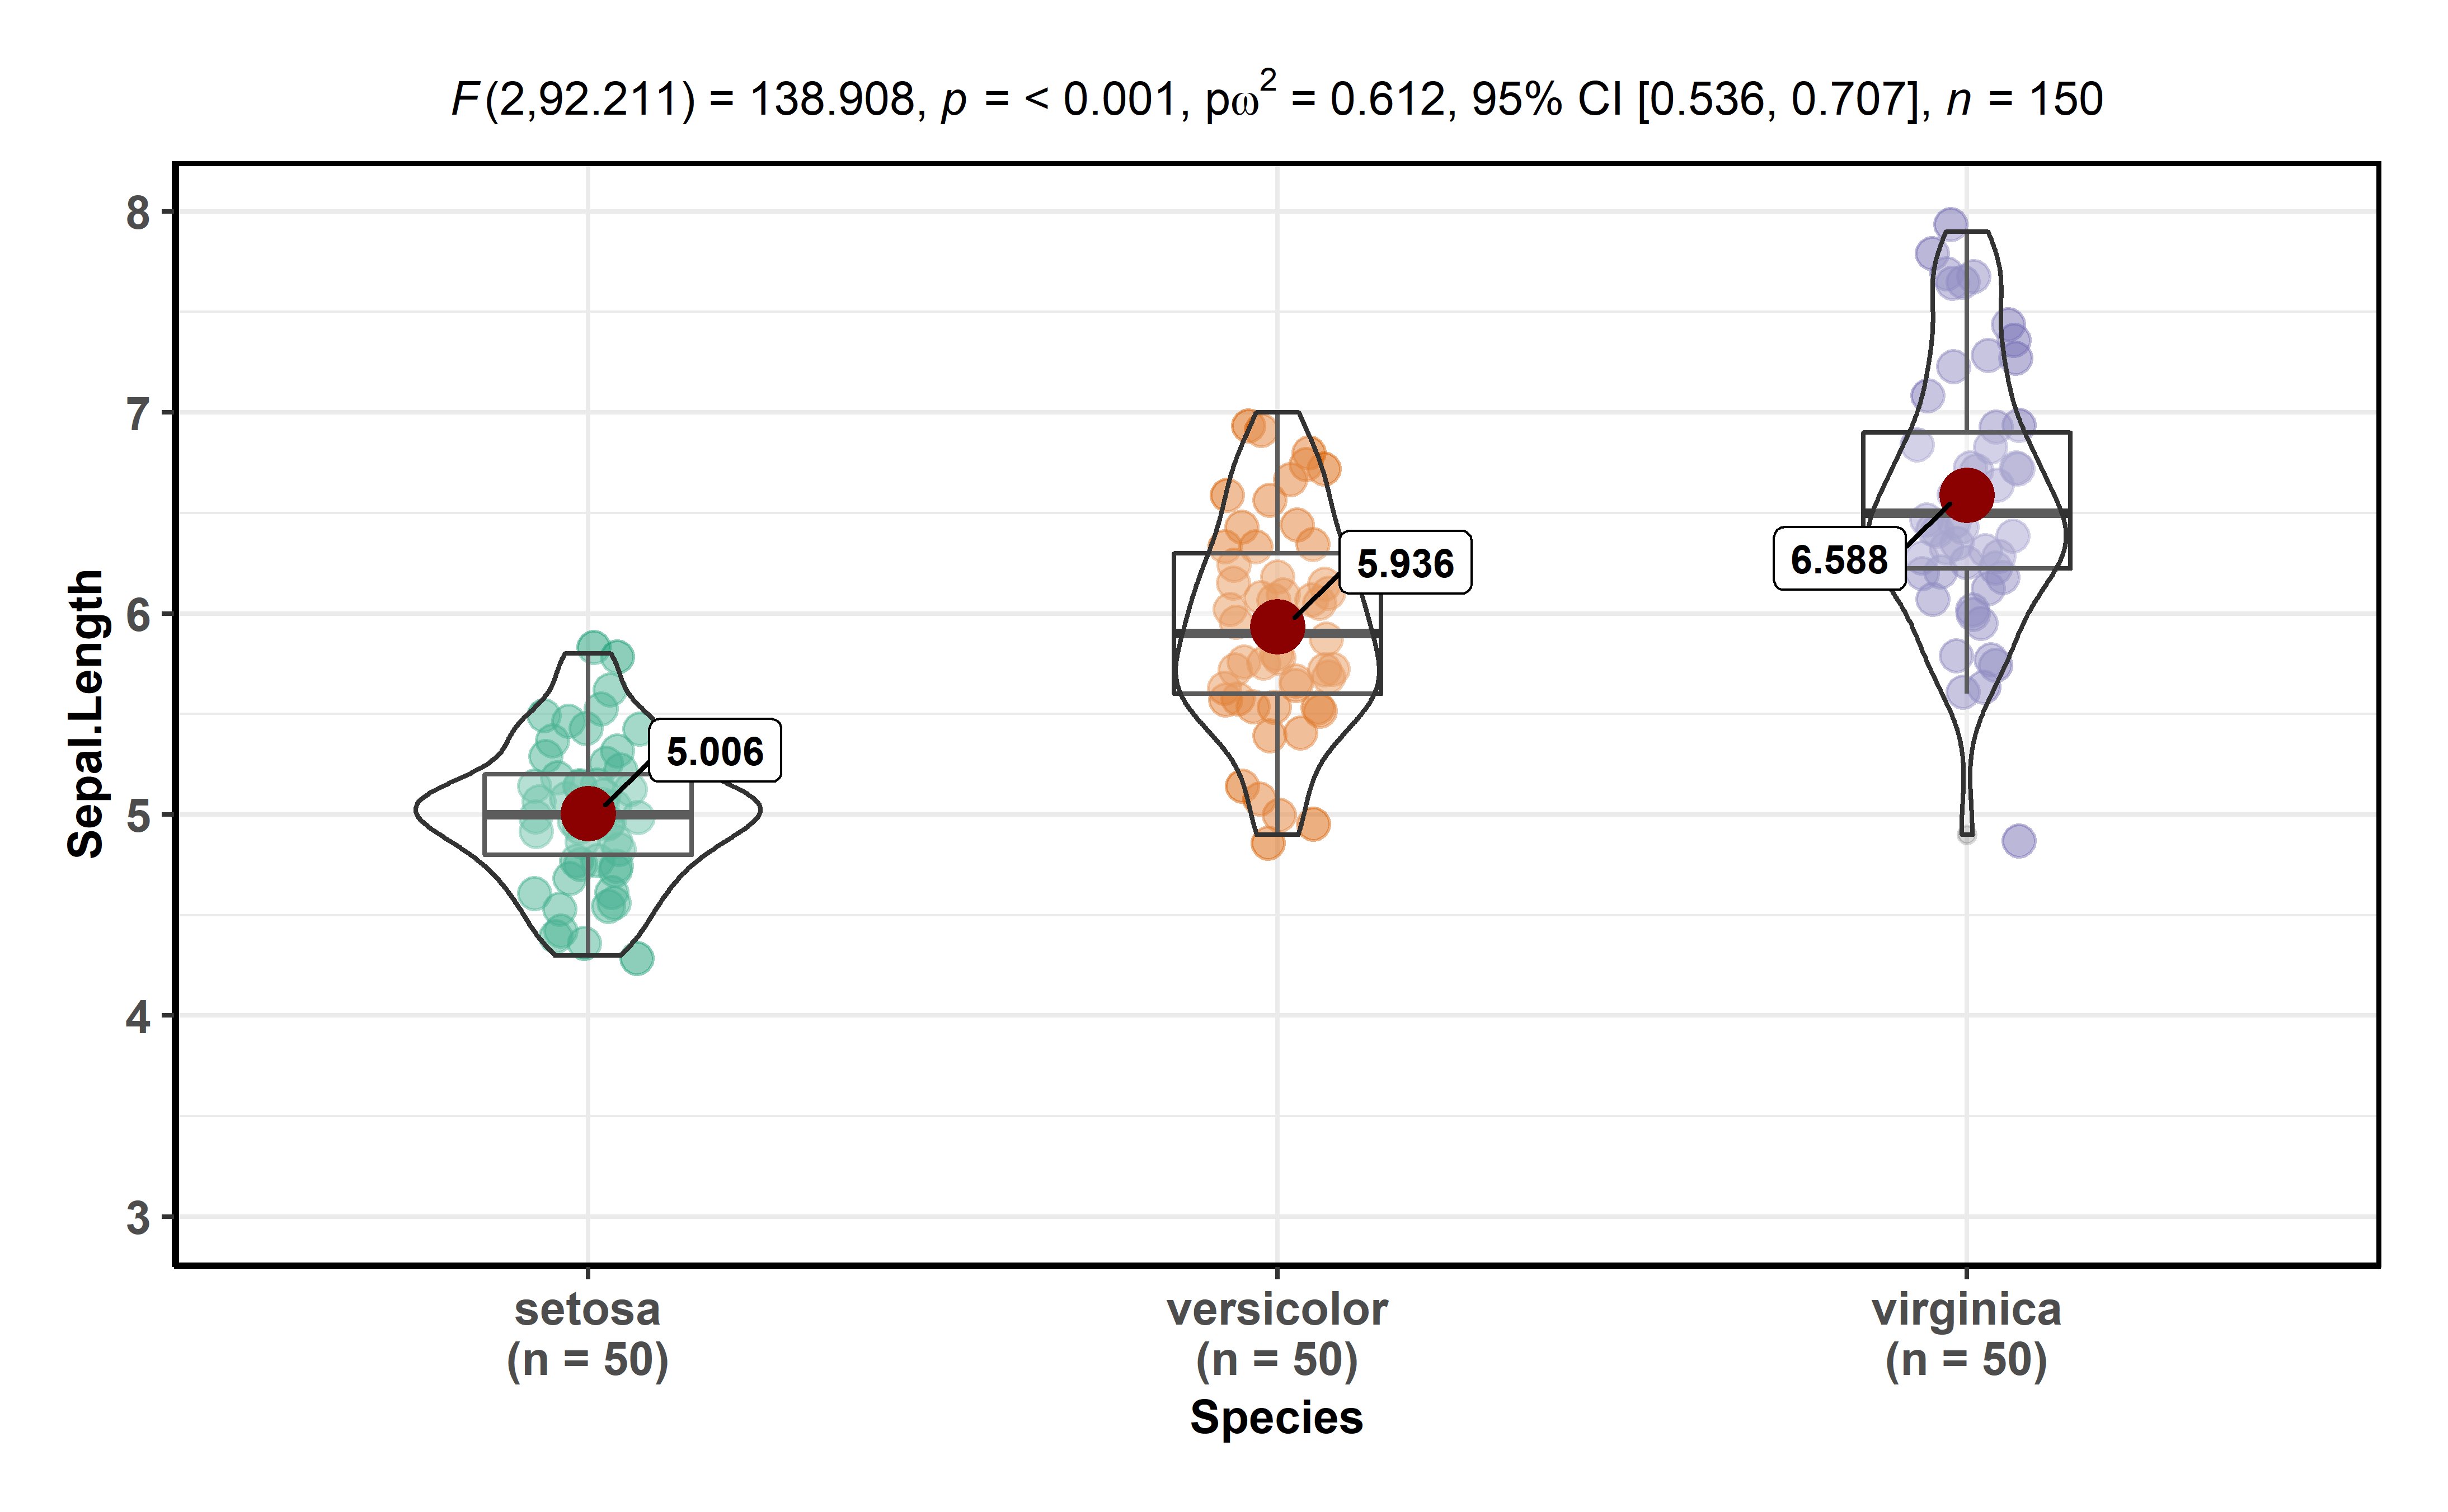 F(2,92.211) = 138.908, p = < 0.001, pω² = 0.612, 95% CI [0.536, 0.707], n = 150
Sepal.Length
8
7
6
5
4
3
5.006
5.936
6.588
setosa
(n = 50)
versicolor
(n = 50)
virginica
(n = 50)
Species